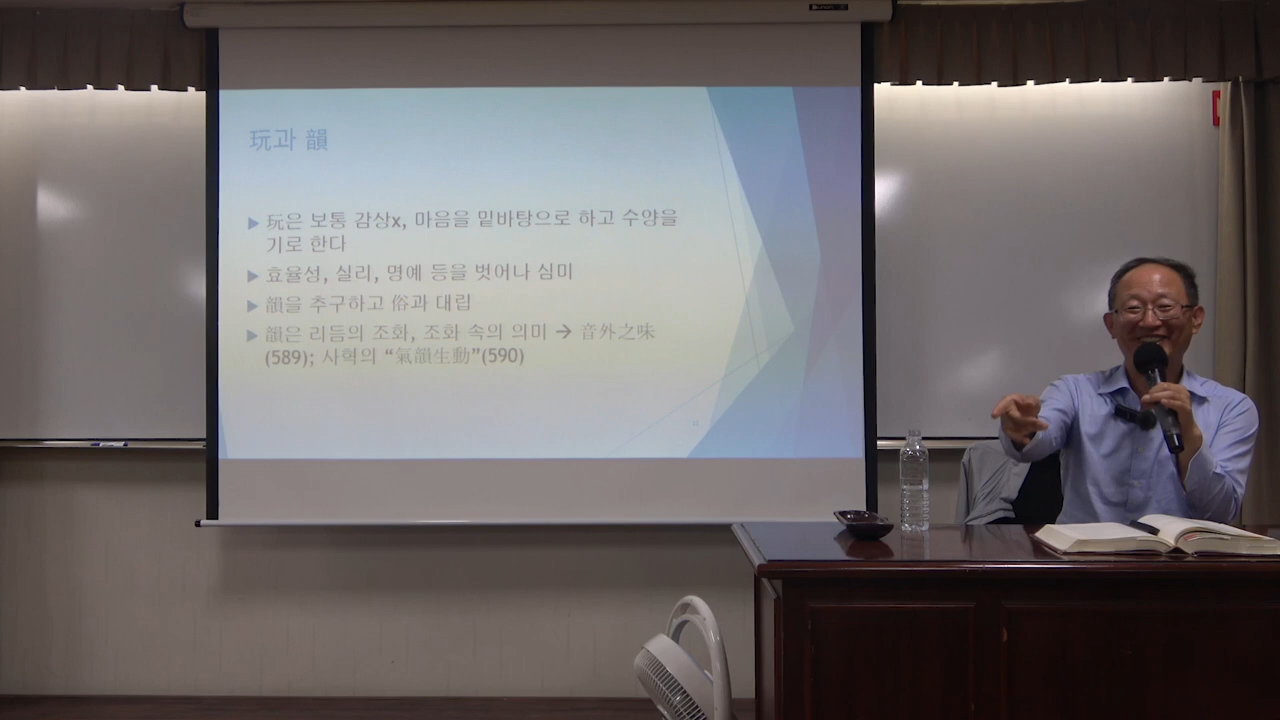 玩과 韻
玩은 보통 감상x, 마음을 밑바탕으로 하고 수양을
기로 한다
효율성, 실리, 명예 등을 벗어나 심미
韻을 추구하고 俗과 대립
韻은 리듬의 조화, 조화 속의 의미 → 音外之味
(589); 사혁의 “氣韻生動”(590)